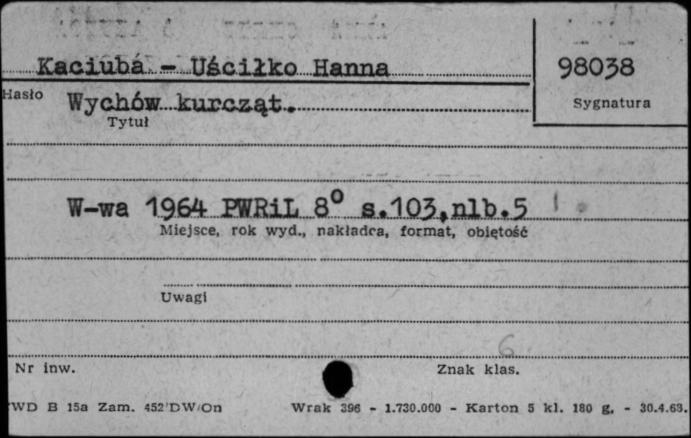 Kaciuba - Uściłko Hanna
98038
Hasło
Sygnatura
Wychów kurcząt.
Tytuł
W-wa 1964 PWRiL 8° s.103,nlb.5
Miejsce, rok wyd., nakładca, format, objętość
Uwagi
6
Nr inw.
Znak klas.
WD B 15a Zam. 452/DW/On
Wrak 396 - 1.730.000 - Karton 5 kl. 180 g. - 30.4.63.